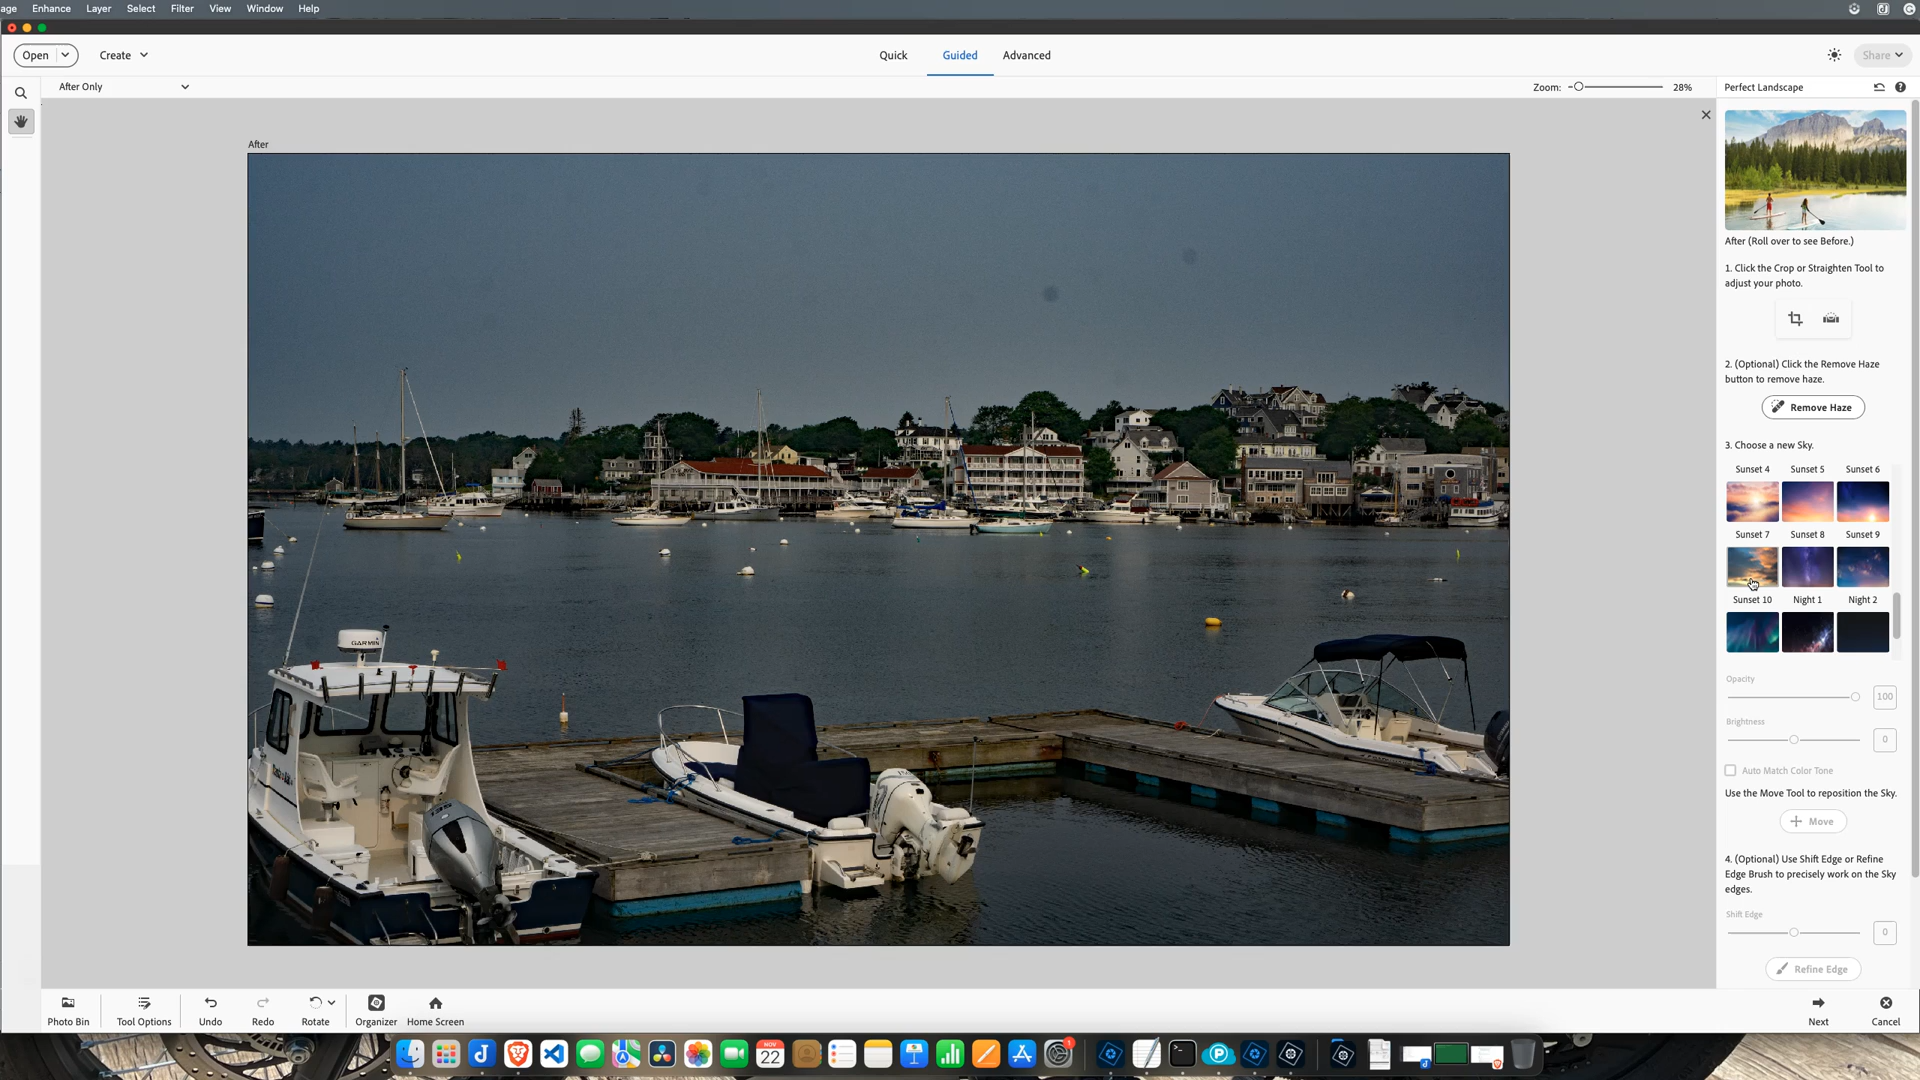 age Enhance Layer Select Filter View Window Help
Open Create Quick Guided Advanced Share
After Only Zoom: 28% Perfect Landscape
After
After (Roll over to see Before.)
1. Click the Crop or Straighten Tool to
adjust your photo.
2. (Optional) Click the Remove Haze
button to remove haze.
Remove Haze
3. Choose a new Sky.
Sunset 4 Sunset 5 Sunset 6
Sunset 7 Sunset 8 Sunset 9
Sunset 10 Night 1 Night 2
Opacity
100
Brightness
0
Auto Match Color Tone
Use the Move Tool to reposition the Sky.
Move
4. (Optional) Use Shift Edge or Refine
Edge Brush to precisely work on the Sky
edges.
Shift Edge
0
Refine Edge
GARMIN
Photo Bin Tool Options Undo Redo Rotate Organizer Home Screen Next Cancel
NOV
22
1